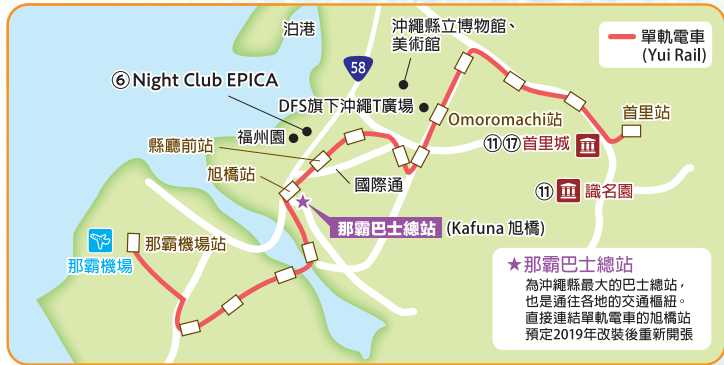 泊港
沖繩縣立博物館、
美術館
單軌電車
(Yui Rail)
58
⑥Night Club EPICA
DFS旗下沖繩T廣場
Omoromachi站
首里站
福州園
縣廳前站
⑪⑰首里城
旭橋站
國際通
⑪ 識名園
那霸巴士總站 (Kafuna 旭橋)
那霸機場站
那霸機場
★那霸巴士總站
為沖繩縣最大的巴士總站，
也是通往各地的交通樞紐。
直接連結單軌電車的旭橋站
預定2019年改裝後重新開張